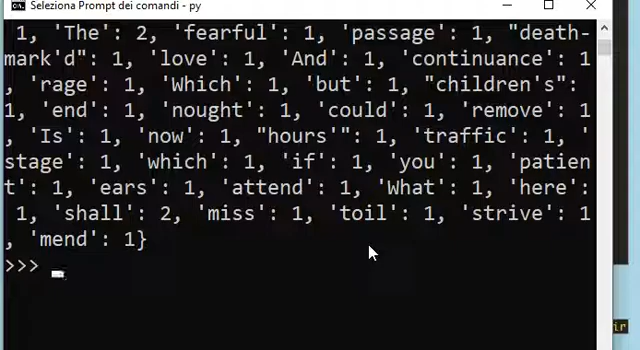 Seleziona Prompt dei comandi - py
1, 'The': 2, 'fearful': 1, 'passage': 1, "death-
mark'd": 1, 'love': 1, 'And': 1, 'continuance': 1
, 'rage': 1, 'Which': 1, 'but': 1, "children's":
1, 'end': 1, 'nought': 1, 'could': 1, 'remove': 1
, 'Is': 1, 'now': 1, "hours'": 1, 'traffic': 1, '
stage': 1, 'which': 1, 'if': 1, 'you': 1, 'patien
t': 1, 'ears': 1, 'attend': 1, 'What': 1, 'here':
1, 'shall': 2, 'miss': 1, 'toil': 1, 'strive': 1
, 'mend': 1}
>>>
ir